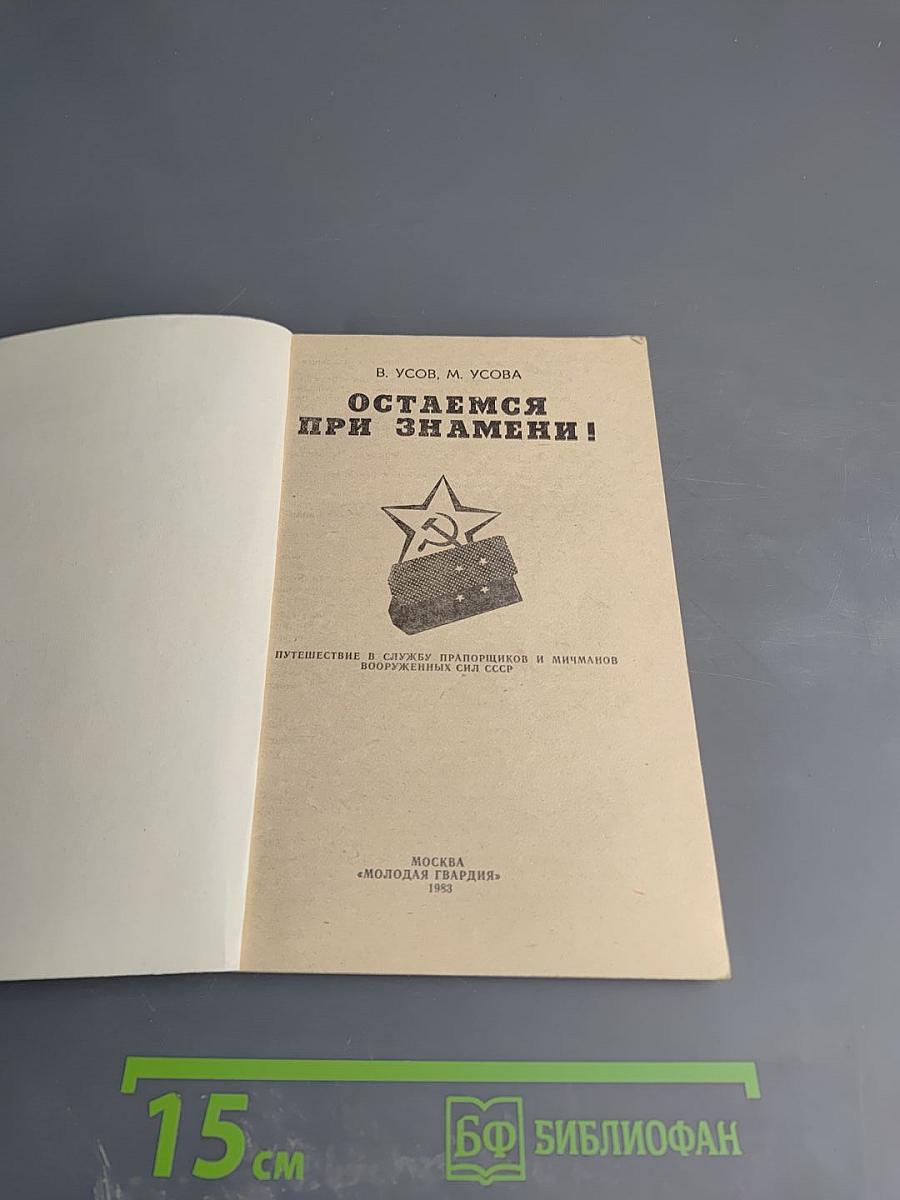 В. УСОВ, М. УСОВА
ОСТАЕМСЯ
ПРИ ЗНАМЕНИ!
ПУТЕШЕСТВИЕ В СЛУЖБУ ПРАПОРЩИКОВ И МИЧМАНОВ
ВООРУЖЕННЫХ СИЛ СССР
МОСКВА
«МОЛОДАЯ ГВАРДИЯ»
1983
15 см
БФ БИБЛИОФАН